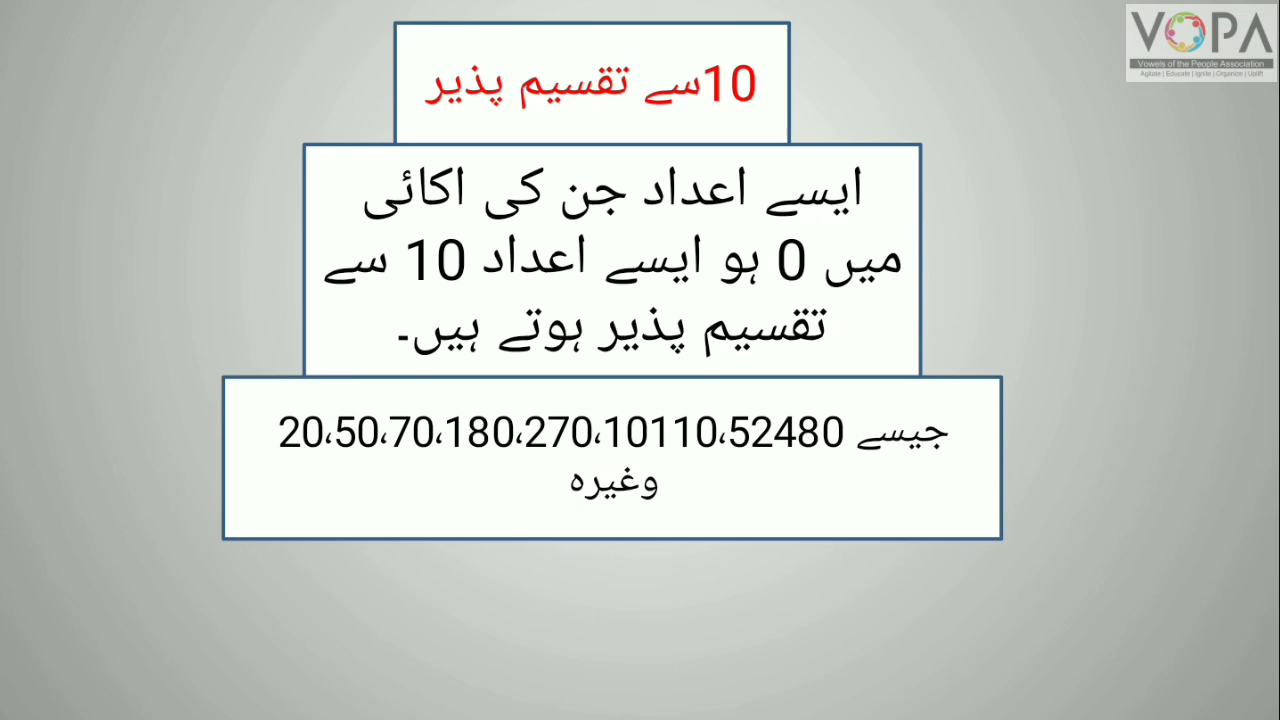 VOPA
Vowels of the People Association
Agitate | Educate | Ignite | Organize | Uplift
10سے تقسیم پذیر
ایسے اعداد جن کی اکائی
میں 0 ہو ایسے اعداد 10 سے
تقسیم پذیر ہوتے ہیں۔
جیسے 20،50،70،180،270،10110،52480
وغیرہ